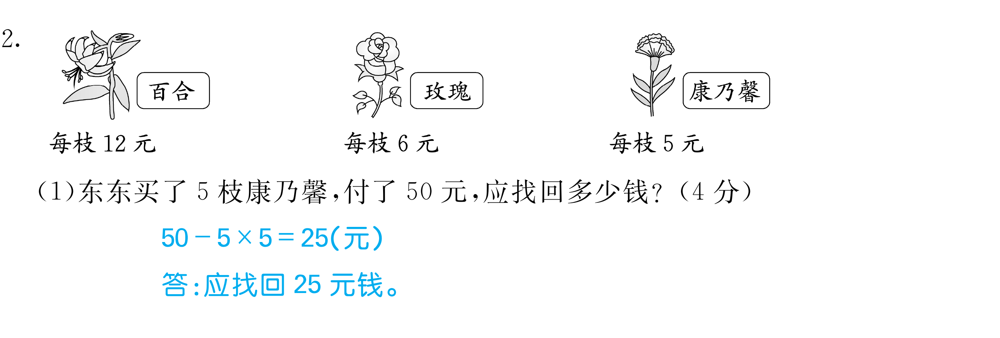 2.
百合 玫瑰 康乃馨
每枝 12 元 每枝 6 元 每枝 5 元
(1)东东买了 5 枝康乃馨,付了 50 元,应找回多少钱?(4 分)
50-5×5=25(元)
答:应找回 25 元钱。